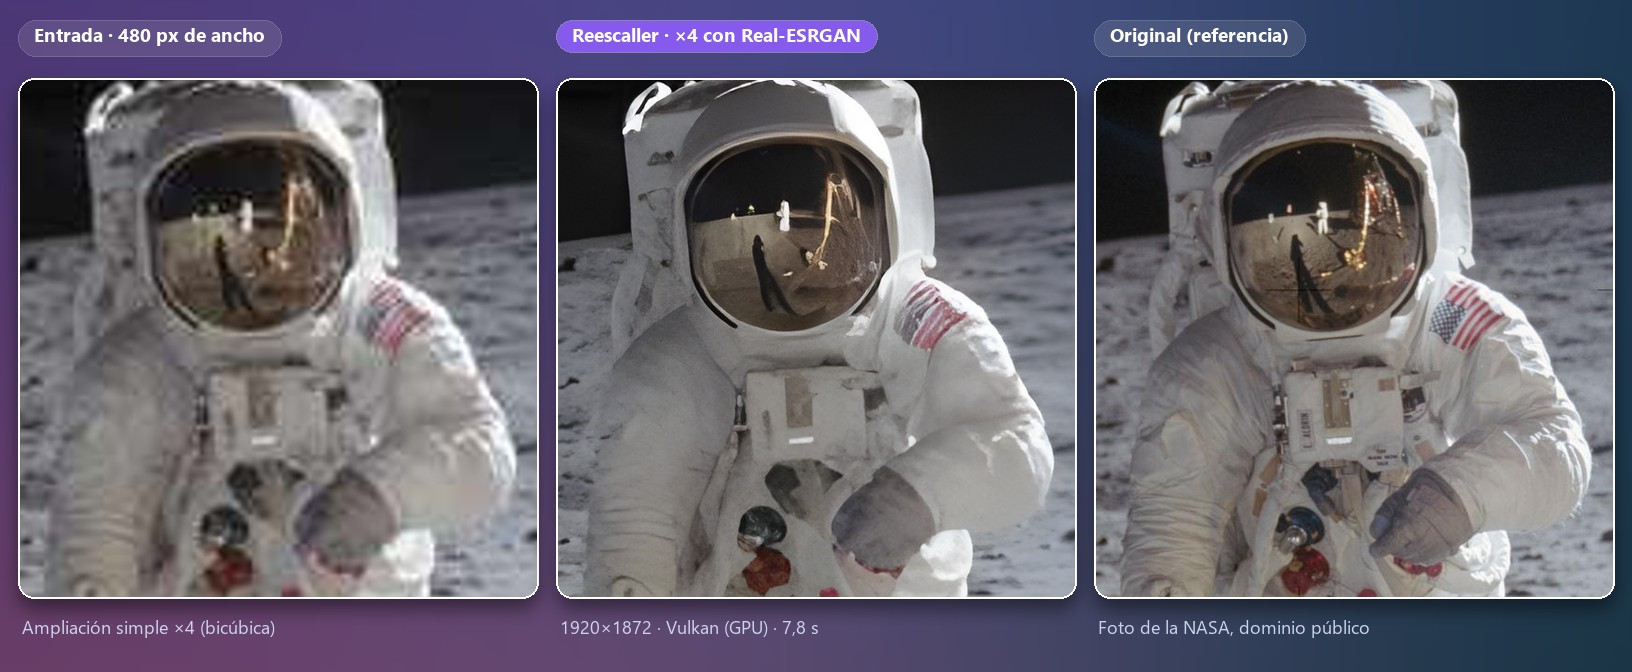 Entrada · 480 px de ancho
Reescaller · ×4 con Real-ESRGAN
Original (referencia)
Ampliación simple ×4 (bicúbica)
1920×1872 · Vulkan (GPU) · 7,8 s
Foto de la NASA, dominio público